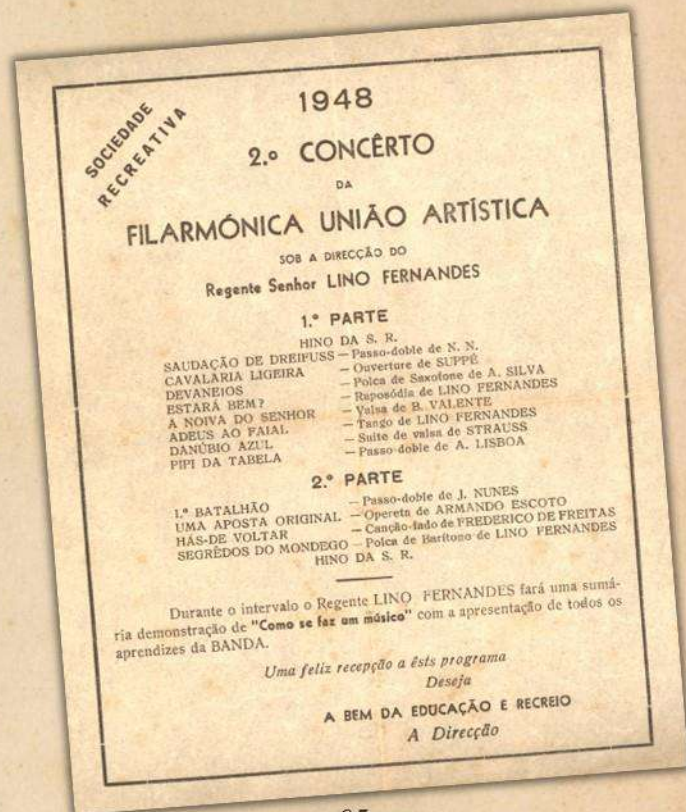 SOCIEDADE
RECREATIVA
1948
2.º CONCÊRTO
DA
FILARMÓNICA UNIÃO ARTÍSTICA
SOB A DIRECÇÃO DO
Regente Senhor LINO FERNANDES
1.ª PARTE
HINO DA S. R.
SAUDAÇÃO DE DREIFUSS — Passo-doble de N. N.
CAVALARIA LIGEIRA — Ouverture de SUPPÉ
DEVANEIOS — Polca de Saxofone de A. SILVA
ESTARÁ BEM? — Raposódia de LINO FERNANDES
A NOIVA DO SENHOR — Valsa de B. VALENTE
ADEUS AO FAIAL — Tango de LINO FERNANDES
DANÚBIO AZUL — Suite de valsa de STRAUSS
PIPI DA TABELA — Passo-doble de A. LISBOA
2.ª PARTE
1.º BATALHÃO — Passo-doble de J. NUNES
UMA APOSTA ORIGINAL — Opereta de ARMANDO ESCOTO
HÁS-DE VOLTAR — Canção-fado de FREDERICO DE FREITAS
SEGRÊDOS DO MONDEGO — Polca de Barítono de LINO FERNANDES
HINO DA S. R.
Durante o intervalo o Regente LINO FERNANDES fará uma sumá-
ria demonstração de "Como se faz um músico" com a apresentação de todos os
aprendizes da BANDA.
Uma feliz recepção a êsts programa
Deseja
A BEM DA EDUCAÇÃO E RECREIO
A Direcção